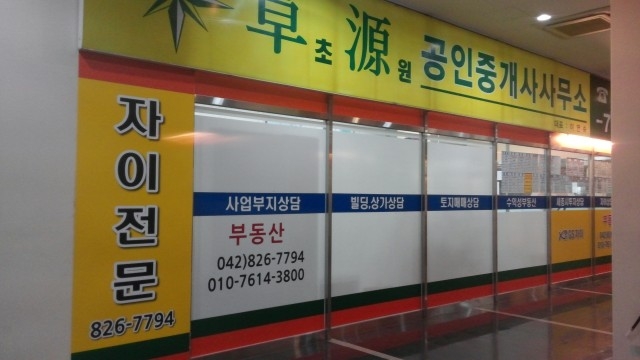 草초源원 공인중개사사무소
자이전문
826-7794
사업부지상담
부동산
042)826-7794
010-7614-3800
빌딩,상가상담
토지매매상담
수익성부동산